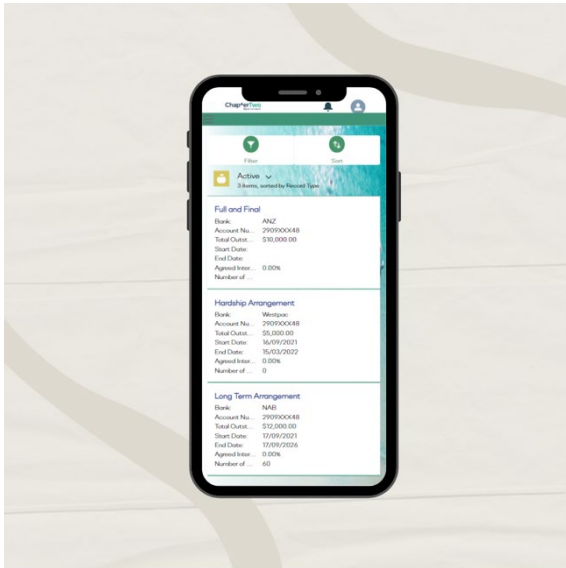 ChapterTwo
Filter
Sort
Active
3 items, sorted by Record Type
Full and Final
Bank: ANZ
Account Nu... 2909XXX48
Total Outst... $10,000.00
Start Date:
End Date:
Agreed Inter... 0.00%
Number of ...
Hardship Arrangement
Bank: Westpac
Account Nu... 2909XXX48
Total Outst... $5,000.00
Start Date: 16/09/2021
End Date: 15/03/2022
Agreed Inter... 0.00%
Number of ... 0
Long Term Arrangement
Bank: NAB
Account Nu... 2909XXX48
Total Outst... $12,000.00
Start Date: 17/09/2021
End Date: 17/09/2026
Agreed Inter... 0.00%
Number of ... 60